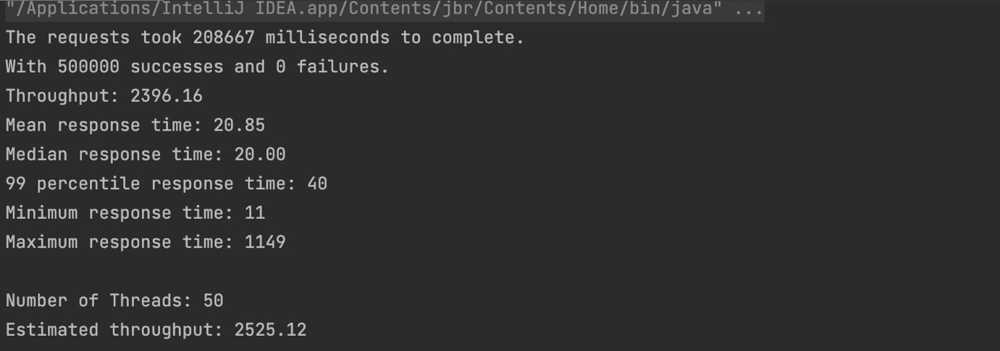 "/Applications/IntelliJ IDEA.app/Contents/jbr/Contents/Home/bin/java" ...
The requests took 208667 milliseconds to complete.
With 500000 successes and 0 failures.
Throughput: 2396.16
Mean response time: 20.85
Median response time: 20.00
99 percentile response time: 40
Minimum response time: 11
Maximum response time: 1149
Number of Threads: 50
Estimated throughput: 2525.12